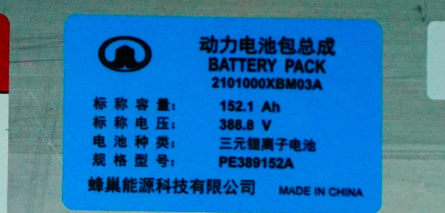 动力电池包总成
BATTERY PACK
2101000XBM03A
标称容量： 152.1 Ah
标称电压： 388.8 V
电池种类： 三元锂离子电池
规格型号： PE389152A
蜂巢能源科技有限公司 MADE IN CHINA